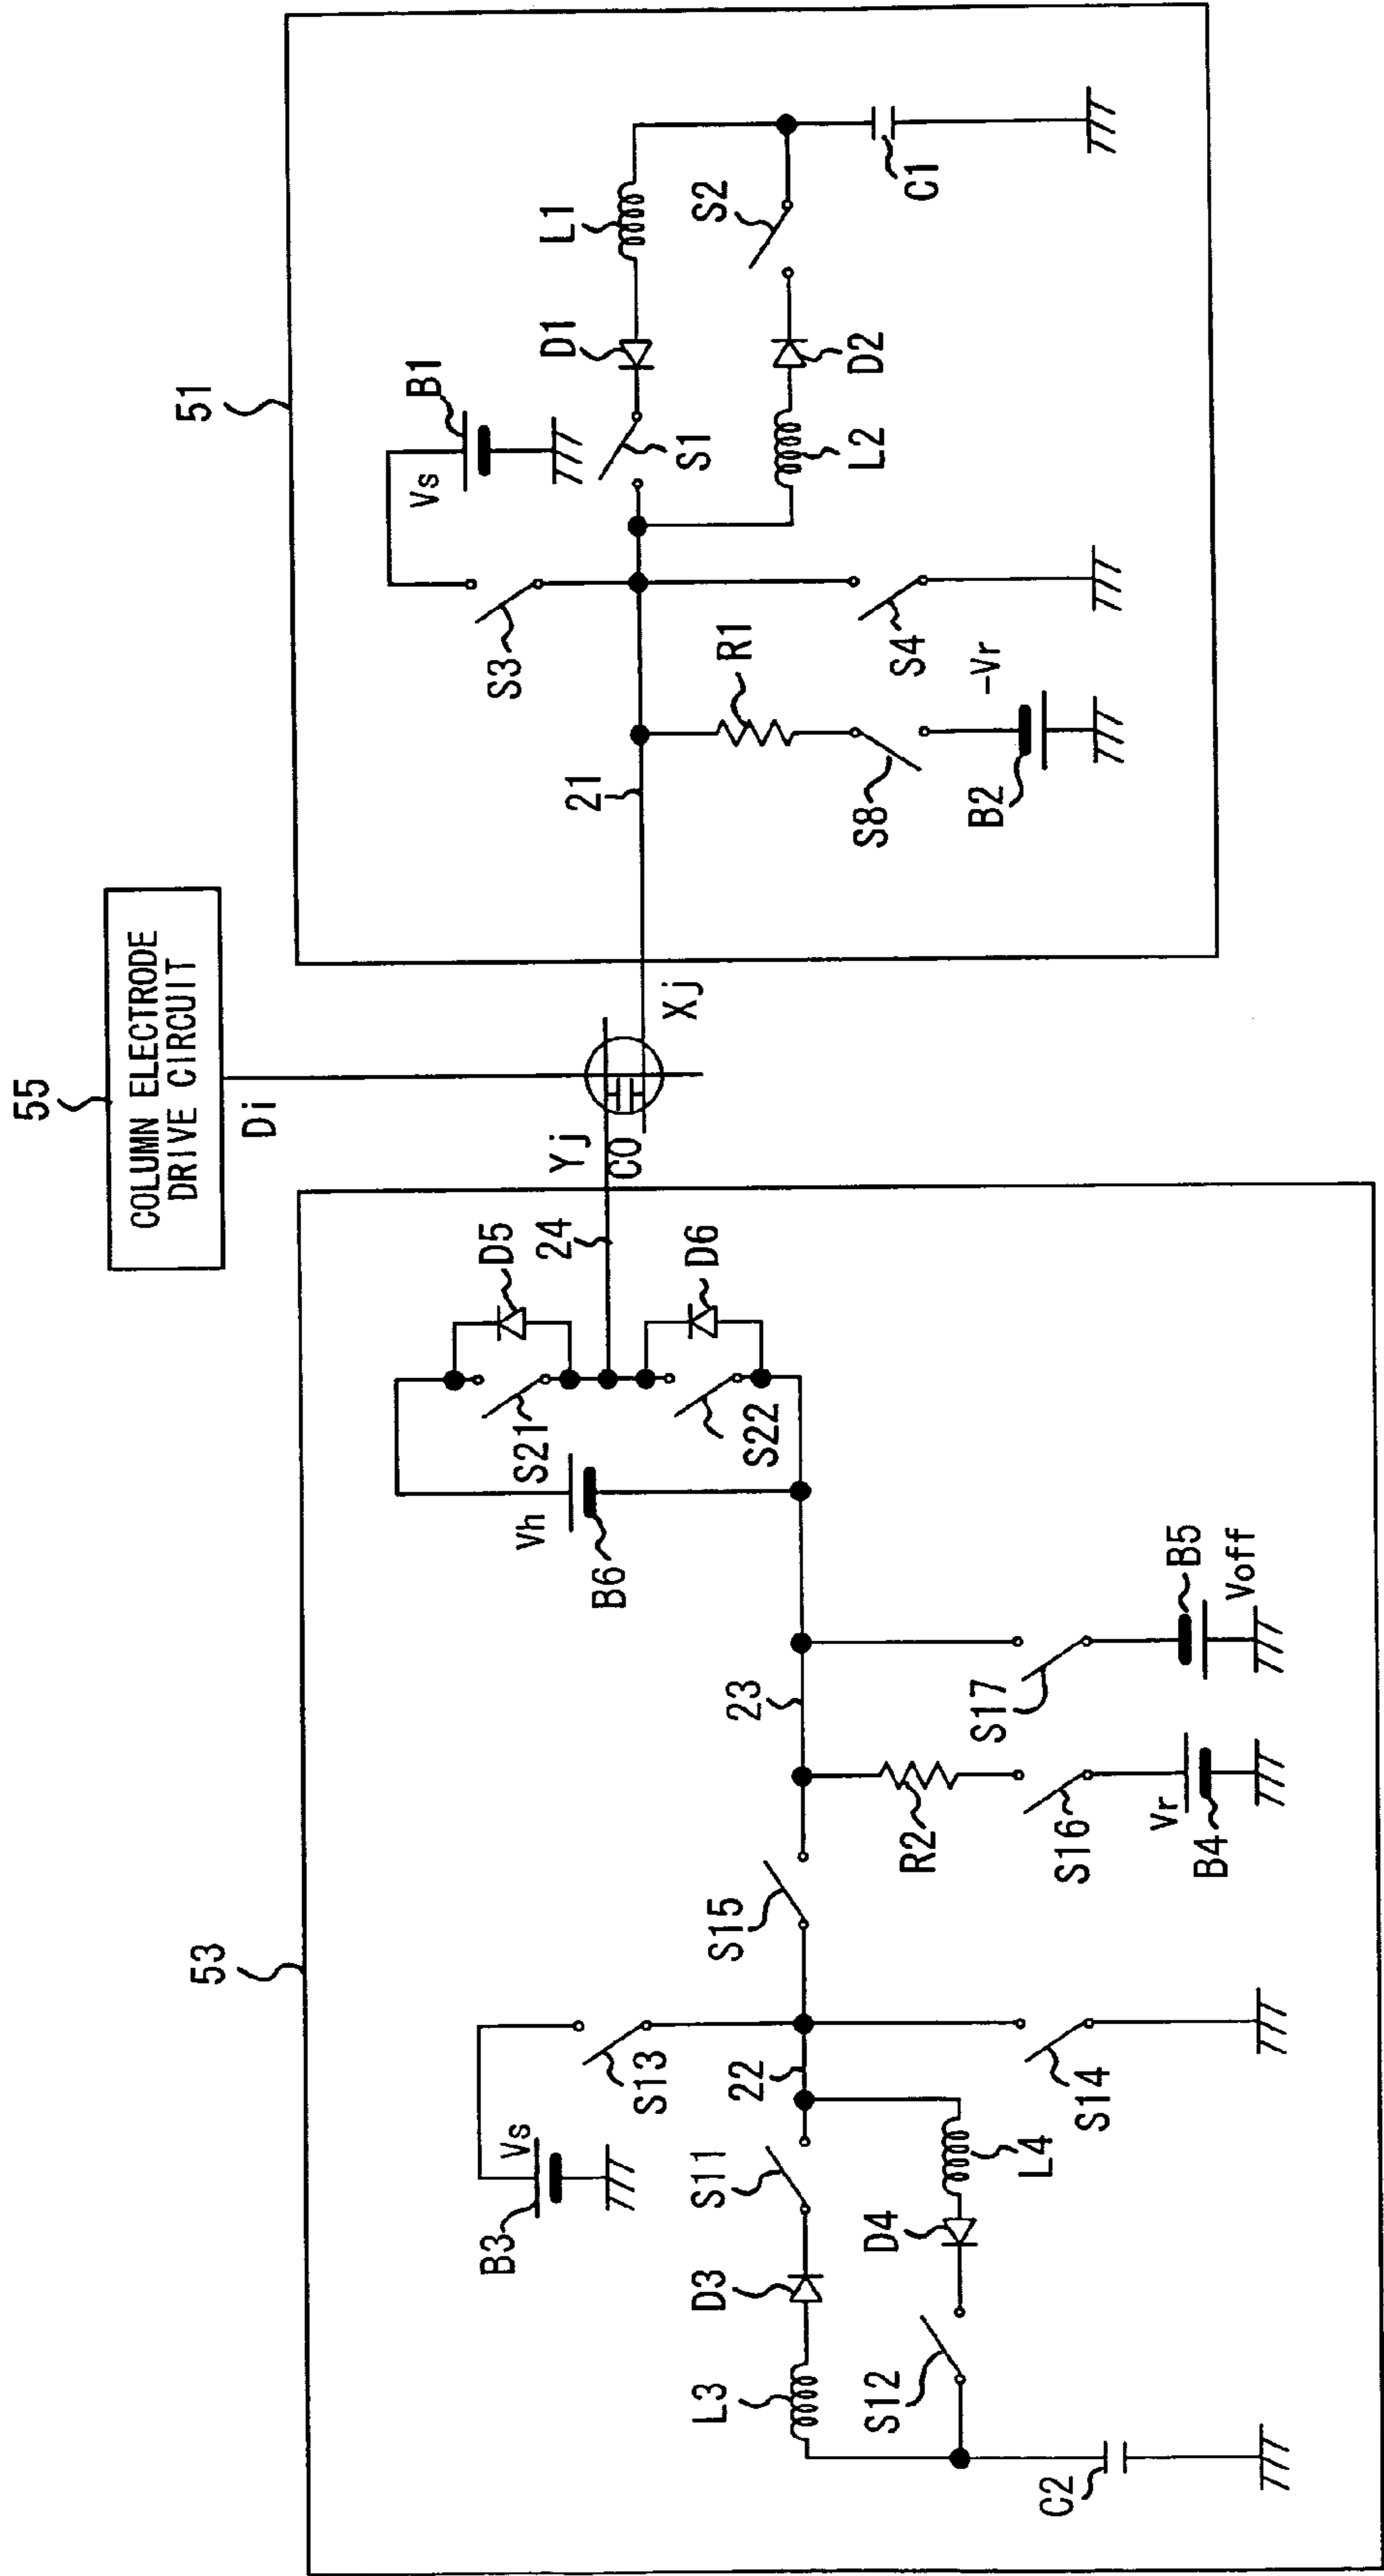 55
COLUMN ELECTRODE
DRIVE CIRCUIT
Di
53
B3
Vs
S13
S11
D3
L3
22
S12
D4
L4
C2
S14
S15
23
R2
S16
Vr
B4
S17
B5
Voff
Vh
B6
S21
D5
24
S22
D6
Yj
C0
Xj
51
B1
Vs
S3
21
R1
S8
B2
-Vr
S4
S1
D1
L1
L2
D2
S2
C1